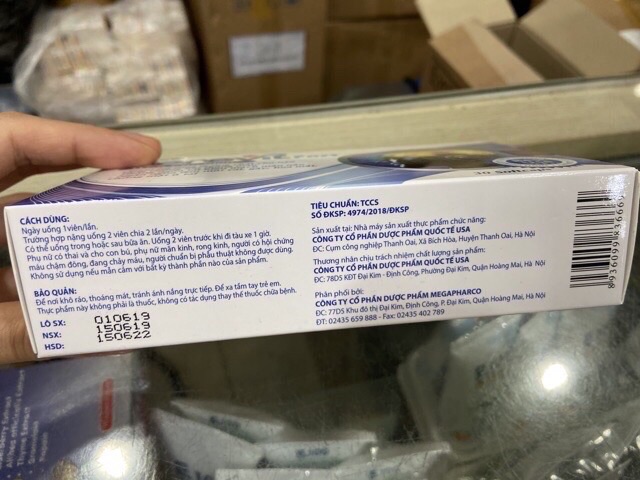 CÁCH DÙNG:
Ngày uống 1viên/lần.
Trường hợp nặng uống 2 viên chia 2 lần/ngày.
Có thể uống trong hoặc sau bữa ăn. Uống 2 viên trước khi đi tàu xe 1 giờ.
Phụ nữ có thai và cho con bú, phụ nữ mãn kinh, rong kinh, người có hội chứng
máu chậm đông, đang chảy máu, người chuẩn bị phẫu thuật không được dùng.
Không sử dụng nếu mẫn cảm với bất kỳ thành phần nào của sản phẩm.
BẢO QUẢN:
Để nơi khô ráo, thoáng mát, tránh ánh nắng trực tiếp. Để xa tầm tay trẻ em.
Thực phẩm này không phải là thuốc, không có tác dụng thay thế thuốc chữa bệnh.
LÔ SX: 010619
NSX: 150619
HSD: 150622
TIÊU CHUẨN: TCCS
SỐ ĐKSP: 4974/2018/ĐKSP
Sản xuất tại: Nhà máy sản xuất thực phẩm chức năng:
CÔNG TY CỔ PHẦN DƯỢC PHẨM QUỐC TẾ USA
ĐC: Cụm công nghiệp Thanh Oai, Xã Bích Hòa, Huyện Thanh Oai, Hà Nội
Thương nhân chịu trách nhiệm chất lượng sản phẩm:
CÔNG TY CỔ PHẦN DƯỢC PHẨM QUỐC TẾ USA
ĐC: 78D5 KĐT Đại Kim - Định Công, Phường Đại Kim, Quận Hoàng Mai, Hà Nội
Phân phối bởi:
CÔNG TY CỔ PHẦN DƯỢC PHẨM MEGAPHARCO
ĐC: 77D5 Khu đô thị Đại Kim - Định Công, P. Đại Kim, Quận Hoàng Mai, Hà Nội
ĐT: 02435 659 888 - Fax: 02435 402 789